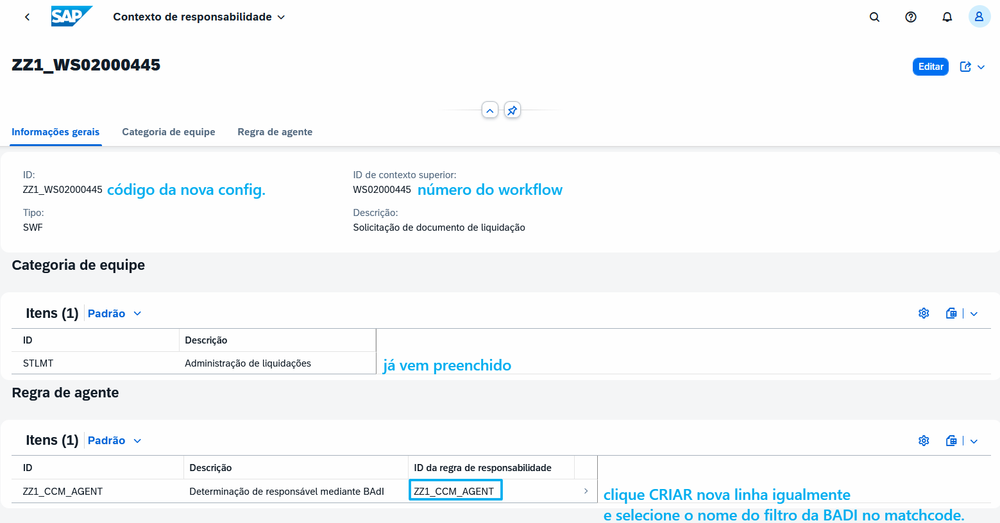 SAP Contexto de responsabilidade
ZZ1_WS02000445
Editar
Informações gerais Categoria de equipe Regra de agente
ID: ID de contexto superior:
ZZ1_WS02000445 código da nova config. WS02000445 número do workflow
Tipo: Descrição:
SWF Solicitação de documento de liquidação
Categoria de equipe
Itens (1) Padrão
ID Descrição
STLMT Administração de liquidações já vem preenchido
Regra de agente
Itens (1) Padrão
ID Descrição ID da regra de responsabilidade
ZZ1_CCM_AGENT Determinação de responsável mediante BAdI ZZ1_CCM_AGENT
clique CRIAR nova linha igualmente
e selecione o nome do filtro da BADI no matchcode.